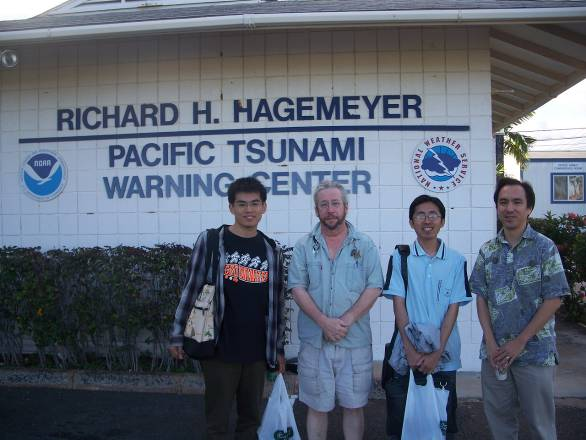 RICHARD H. HAGEMEYER
PACIFIC TSUNAMI
WARNING CENTER
NOAA
NATIONAL WEATHER SERVICE